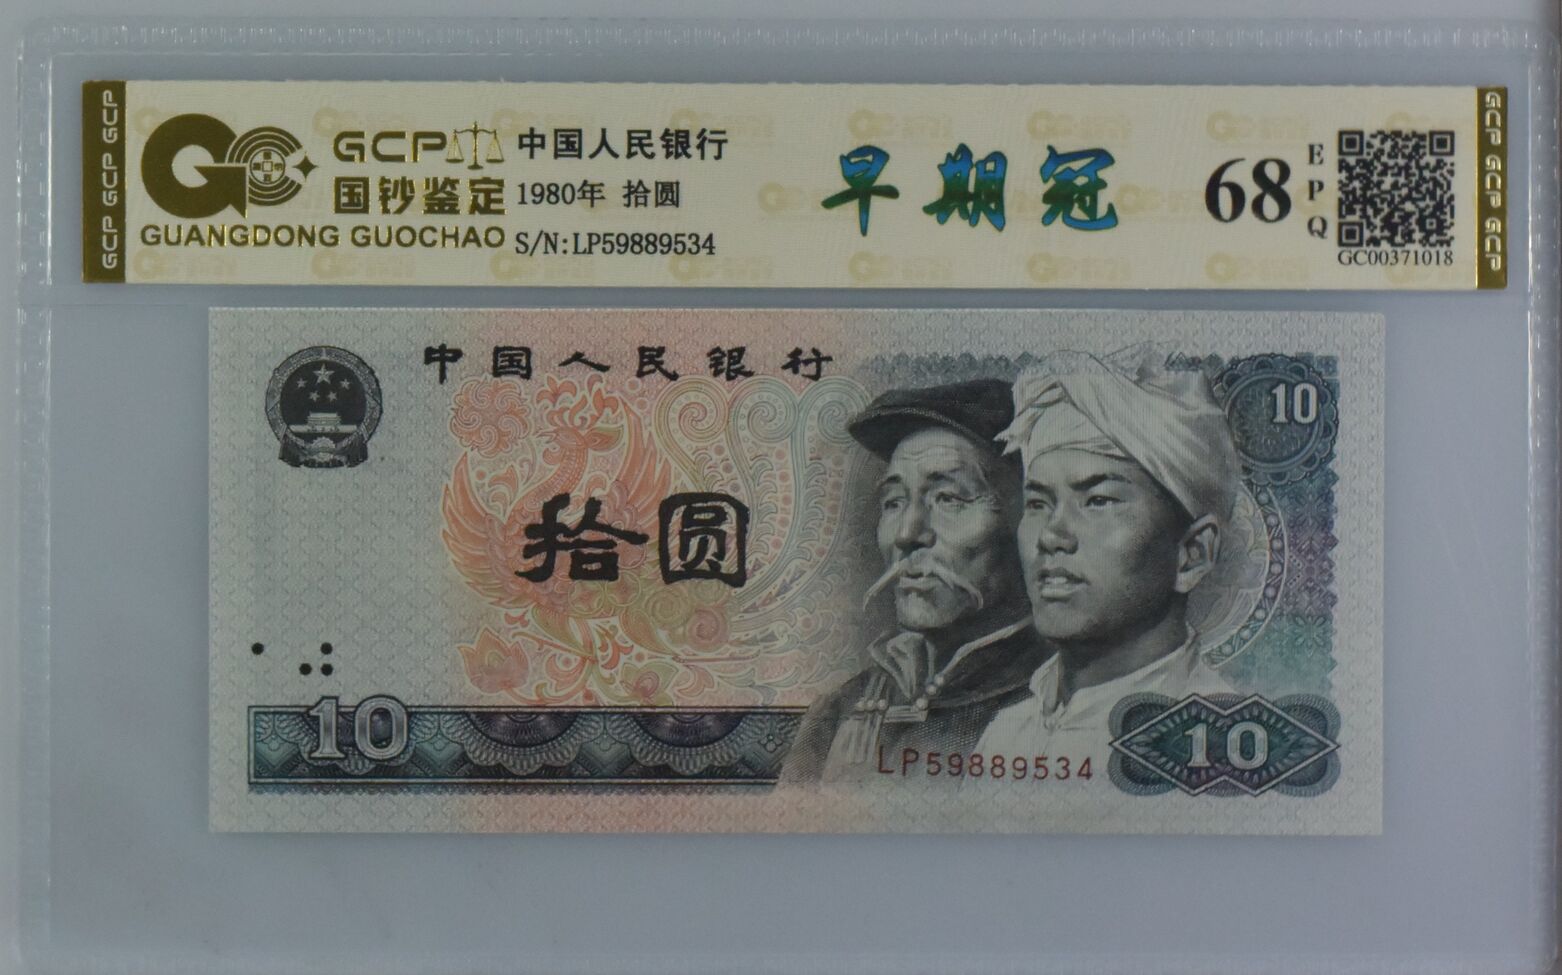 GCP GCP GCP
GCP
国钞鉴定
GUANGDONG GUOCHAO
中国人民银行
1980年 拾圆
S/N:LP59889534
早期冠
68
EPQ
GC00371018
GCP GCP GCP
中国人民银行
10
拾圆
10
LP59889534
10